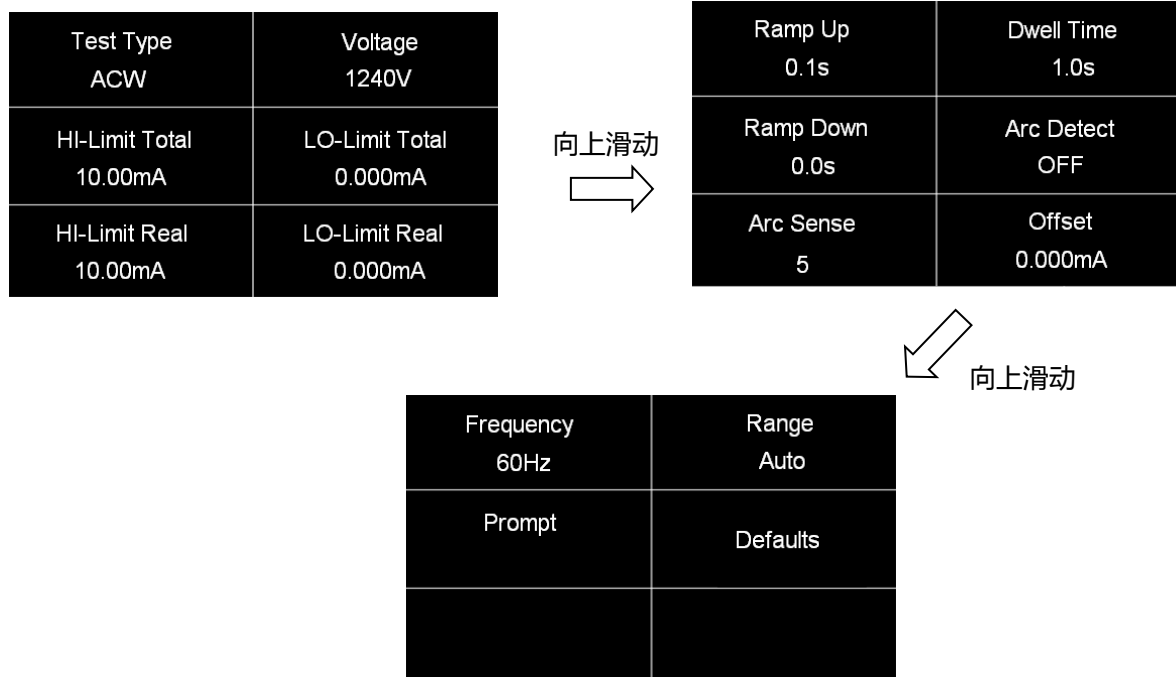 Test Type
ACW
Voltage
1240V
HI-Limit Total
10.00mA
LO-Limit Total
0.000mA
HI-Limit Real
10.00mA
LO-Limit Real
0.000mA
向上滑动
Ramp Up
0.1s
Dwell Time
1.0s
Ramp Down
0.0s
Arc Detect
OFF
Arc Sense
5
Offset
0.000mA
向上滑动
Frequency
60Hz
Range
Auto
Prompt
Defaults